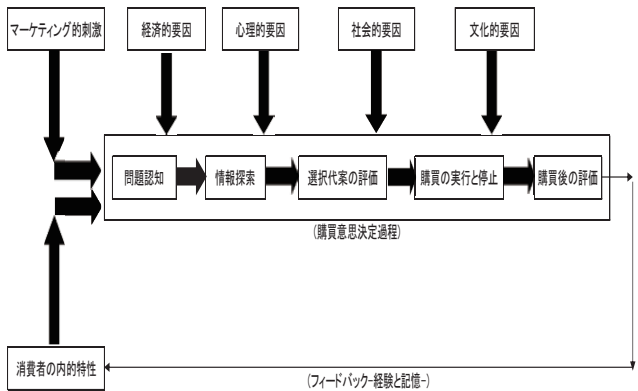 マーケティング的刺激
経済的要因
心理的要因
社会的要因
文化的要因
問題認知
情報探索
選択代案の評価
購買の実行と停止
購買後の評価
(購買意思決定過程)
消費者の内的特性
(フィードバック-経験と記憶-)